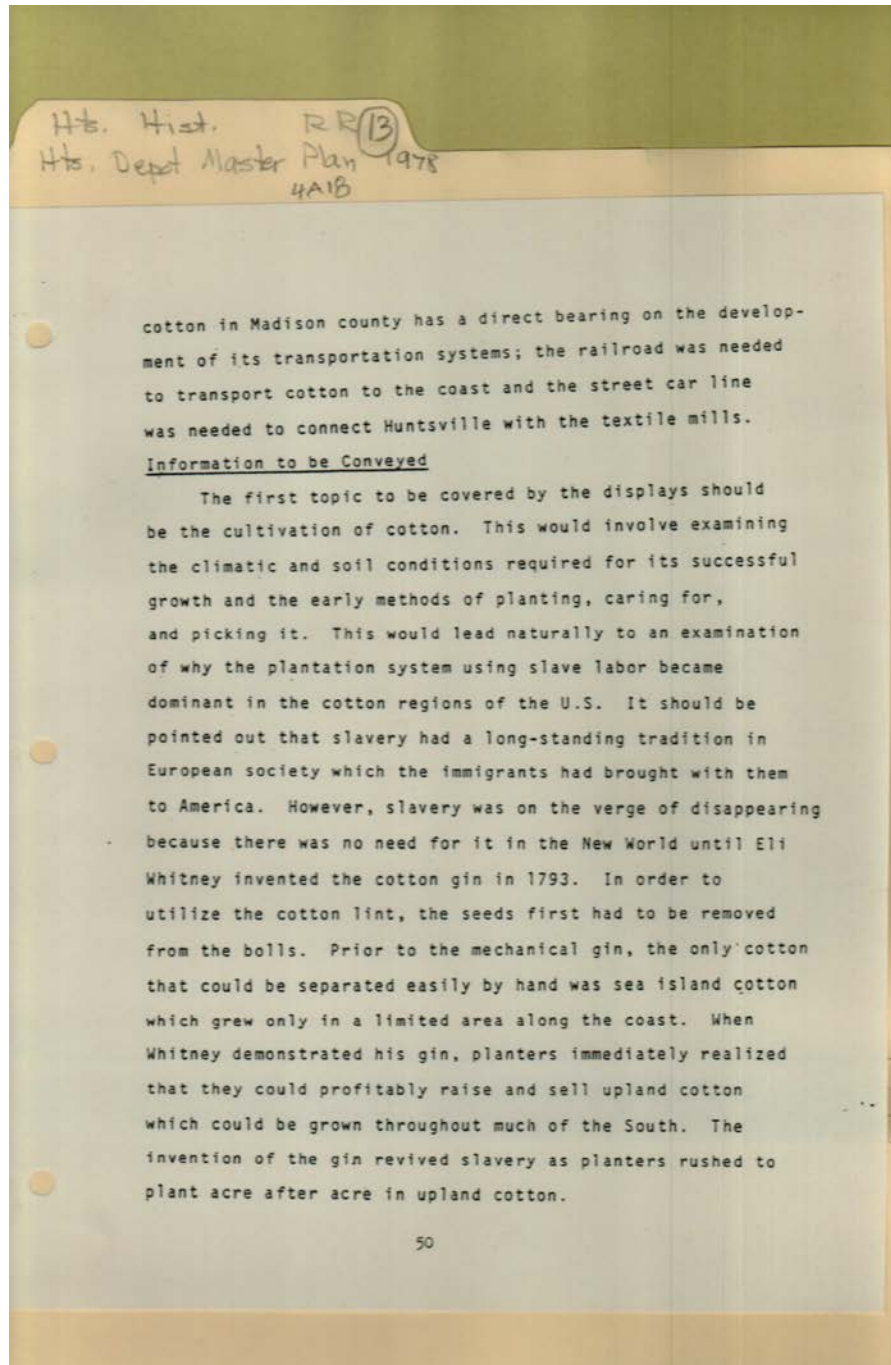 Hts. Hist. RR 13
Hts. Depot Master Plan 1978
4A1B
cotton in Madison county has a direct bearing on the develop-
ment of its transportation systems; the railroad was needed
to transport cotton to the coast and the street car line
was needed to connect Huntsville with the textile mills.
Information to be Conveyed
The first topic to be covered by the displays should
be the cultivation of cotton. This would involve examining
the climatic and soil conditions required for its successful
growth and the early methods of planting, caring for,
and picking it. This would lead naturally to an examination
of why the plantation system using slave labor became
dominant in the cotton regions of the U.S. It should be
pointed out that slavery had a long-standing tradition in
European society which the immigrants had brought with them
to America. However, slavery was on the verge of disappearing
because there was no need for it in the New World until Eli
Whitney invented the cotton gin in 1793. In order to
utilize the cotton lint, the seeds first had to be removed
from the bolls. Prior to the mechanical gin, the only cotton
that could be separated easily by hand was sea island cotton
which grew only in a limited area along the coast. When
Whitney demonstrated his gin, planters immediately realized
that they could profitably raise and sell upland cotton
which could be grown throughout much of the South. The
invention of the gin revived slavery as planters rushed to
plant acre after acre in upland cotton.
50